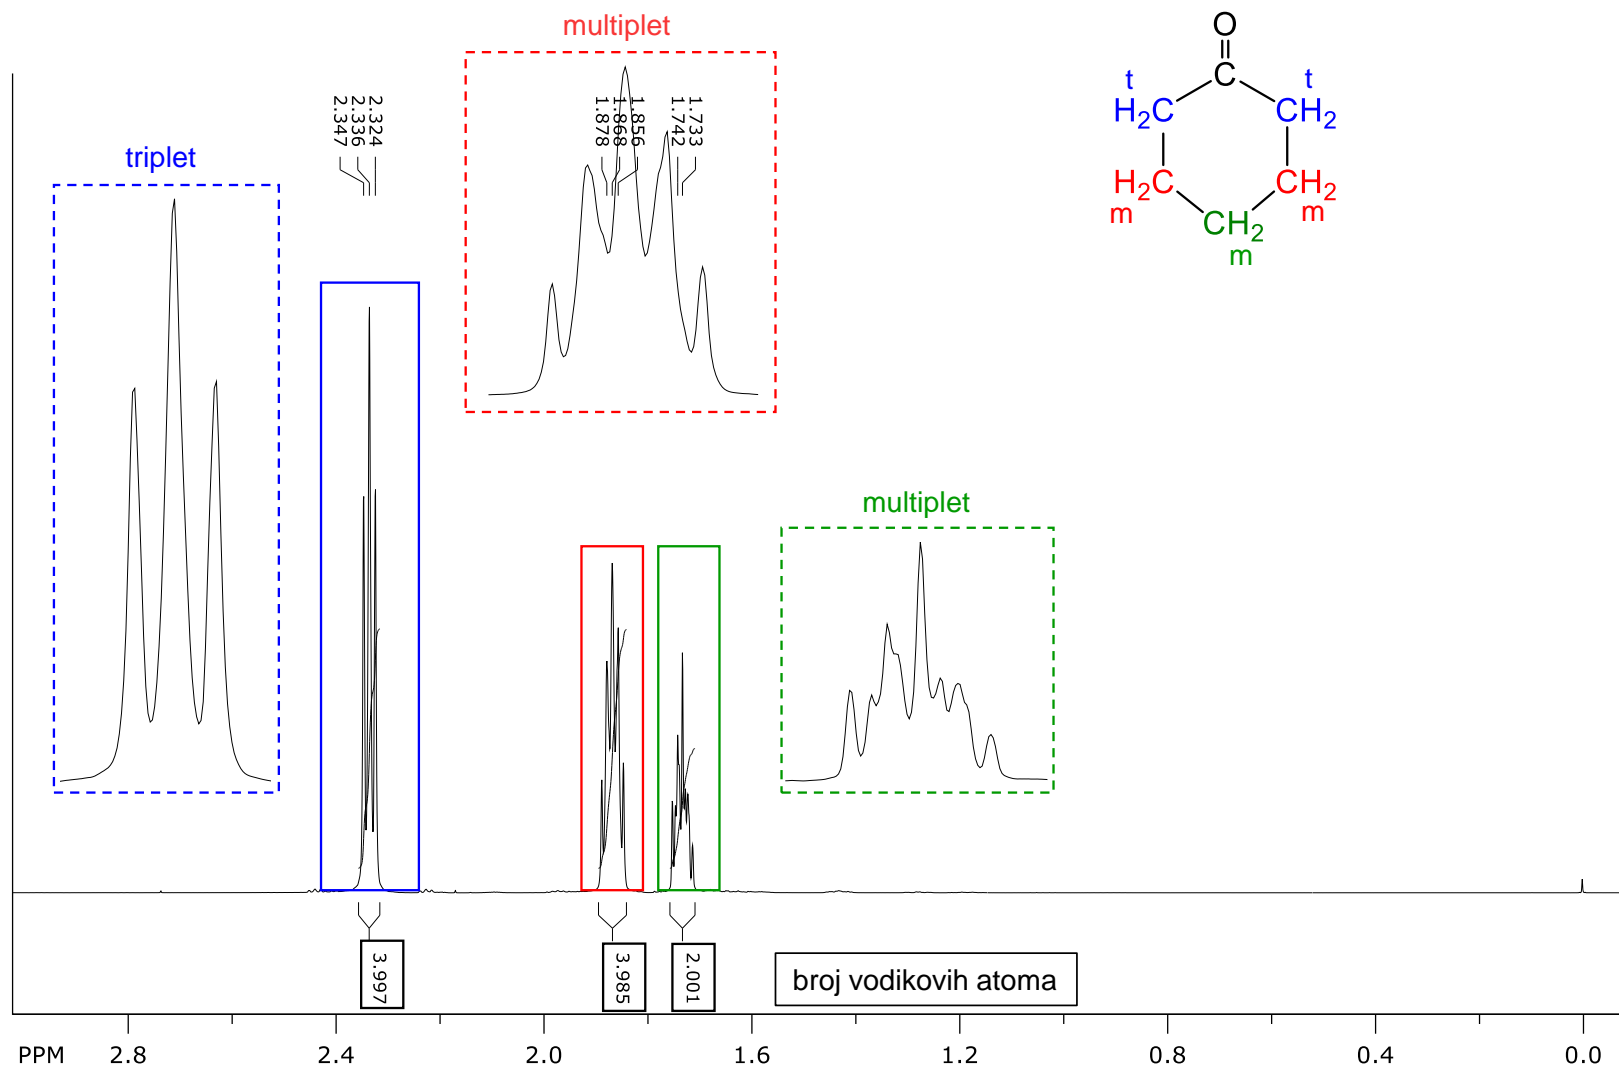 multiplet
O
C
t
t
H2C
CH2
H2C
CH2
m
m
CH2
m
triplet
2.347
2.336
2.324
1.878
1.868
1.856
1.742
1.733
multiplet
3.997
3.985
2.001
broj vodikovih atoma
PPM 2.8 2.4 2.0 1.6 1.2 0.8 0.4 0.0